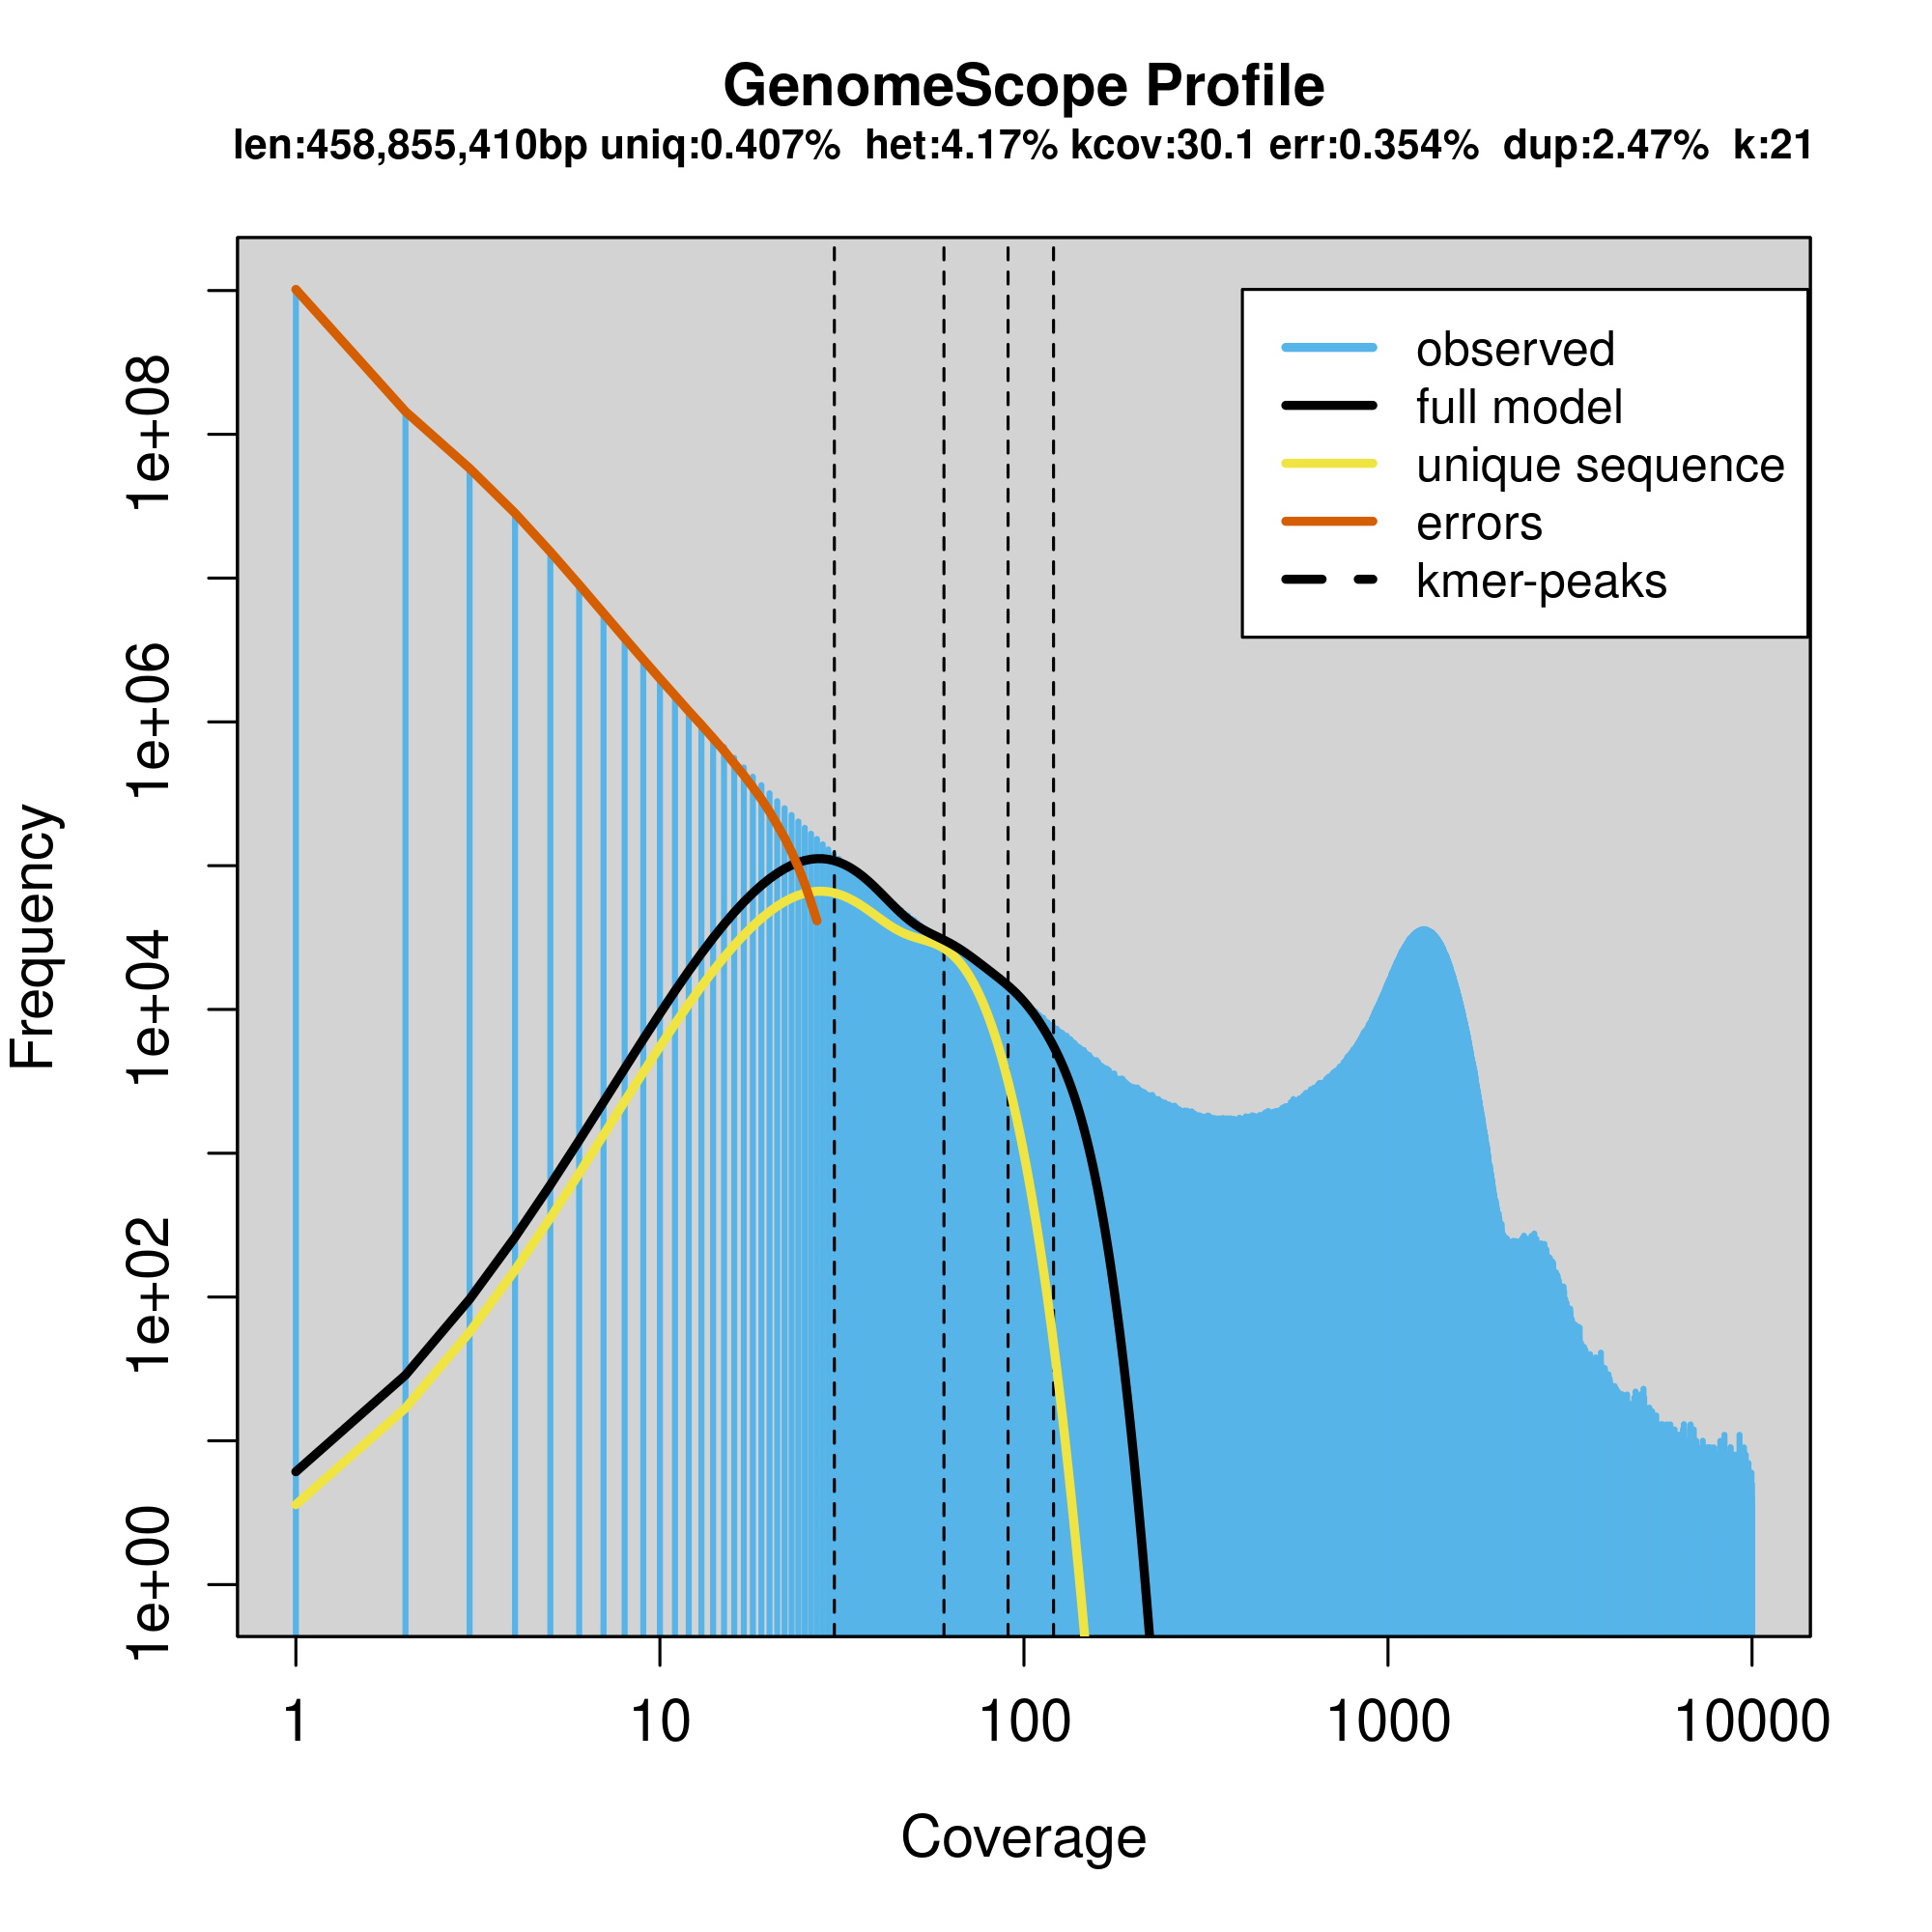 GenomeScope Profile
len:458,855,410bp uniq:0.407% het:4.17% kcov:30.1 err:0.354% dup:2.47% k:21
observed
full model
unique sequence
errors
kmer-peaks
Frequency
1e+08
1e+06
1e+04
1e+02
1e+00
1 10 100 1000 10000
Coverage